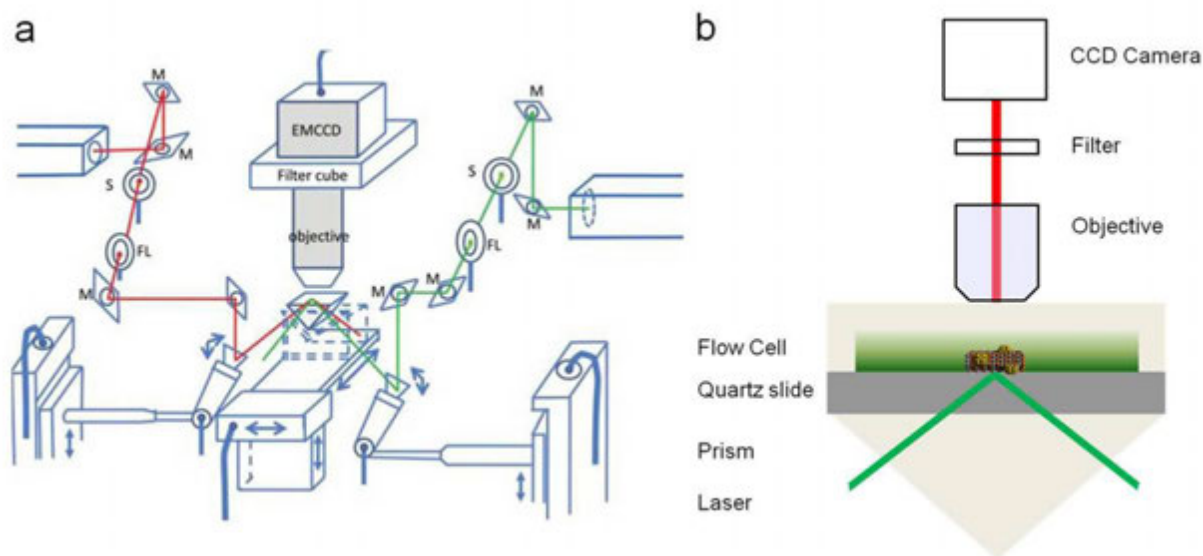 a
M
M
S
FL
M
EMCCD
Filter cube
objective
M
S
M
FL
M
M
b
CCD Camera
Filter
Objective
Flow Cell
Quartz slide
Prism
Laser